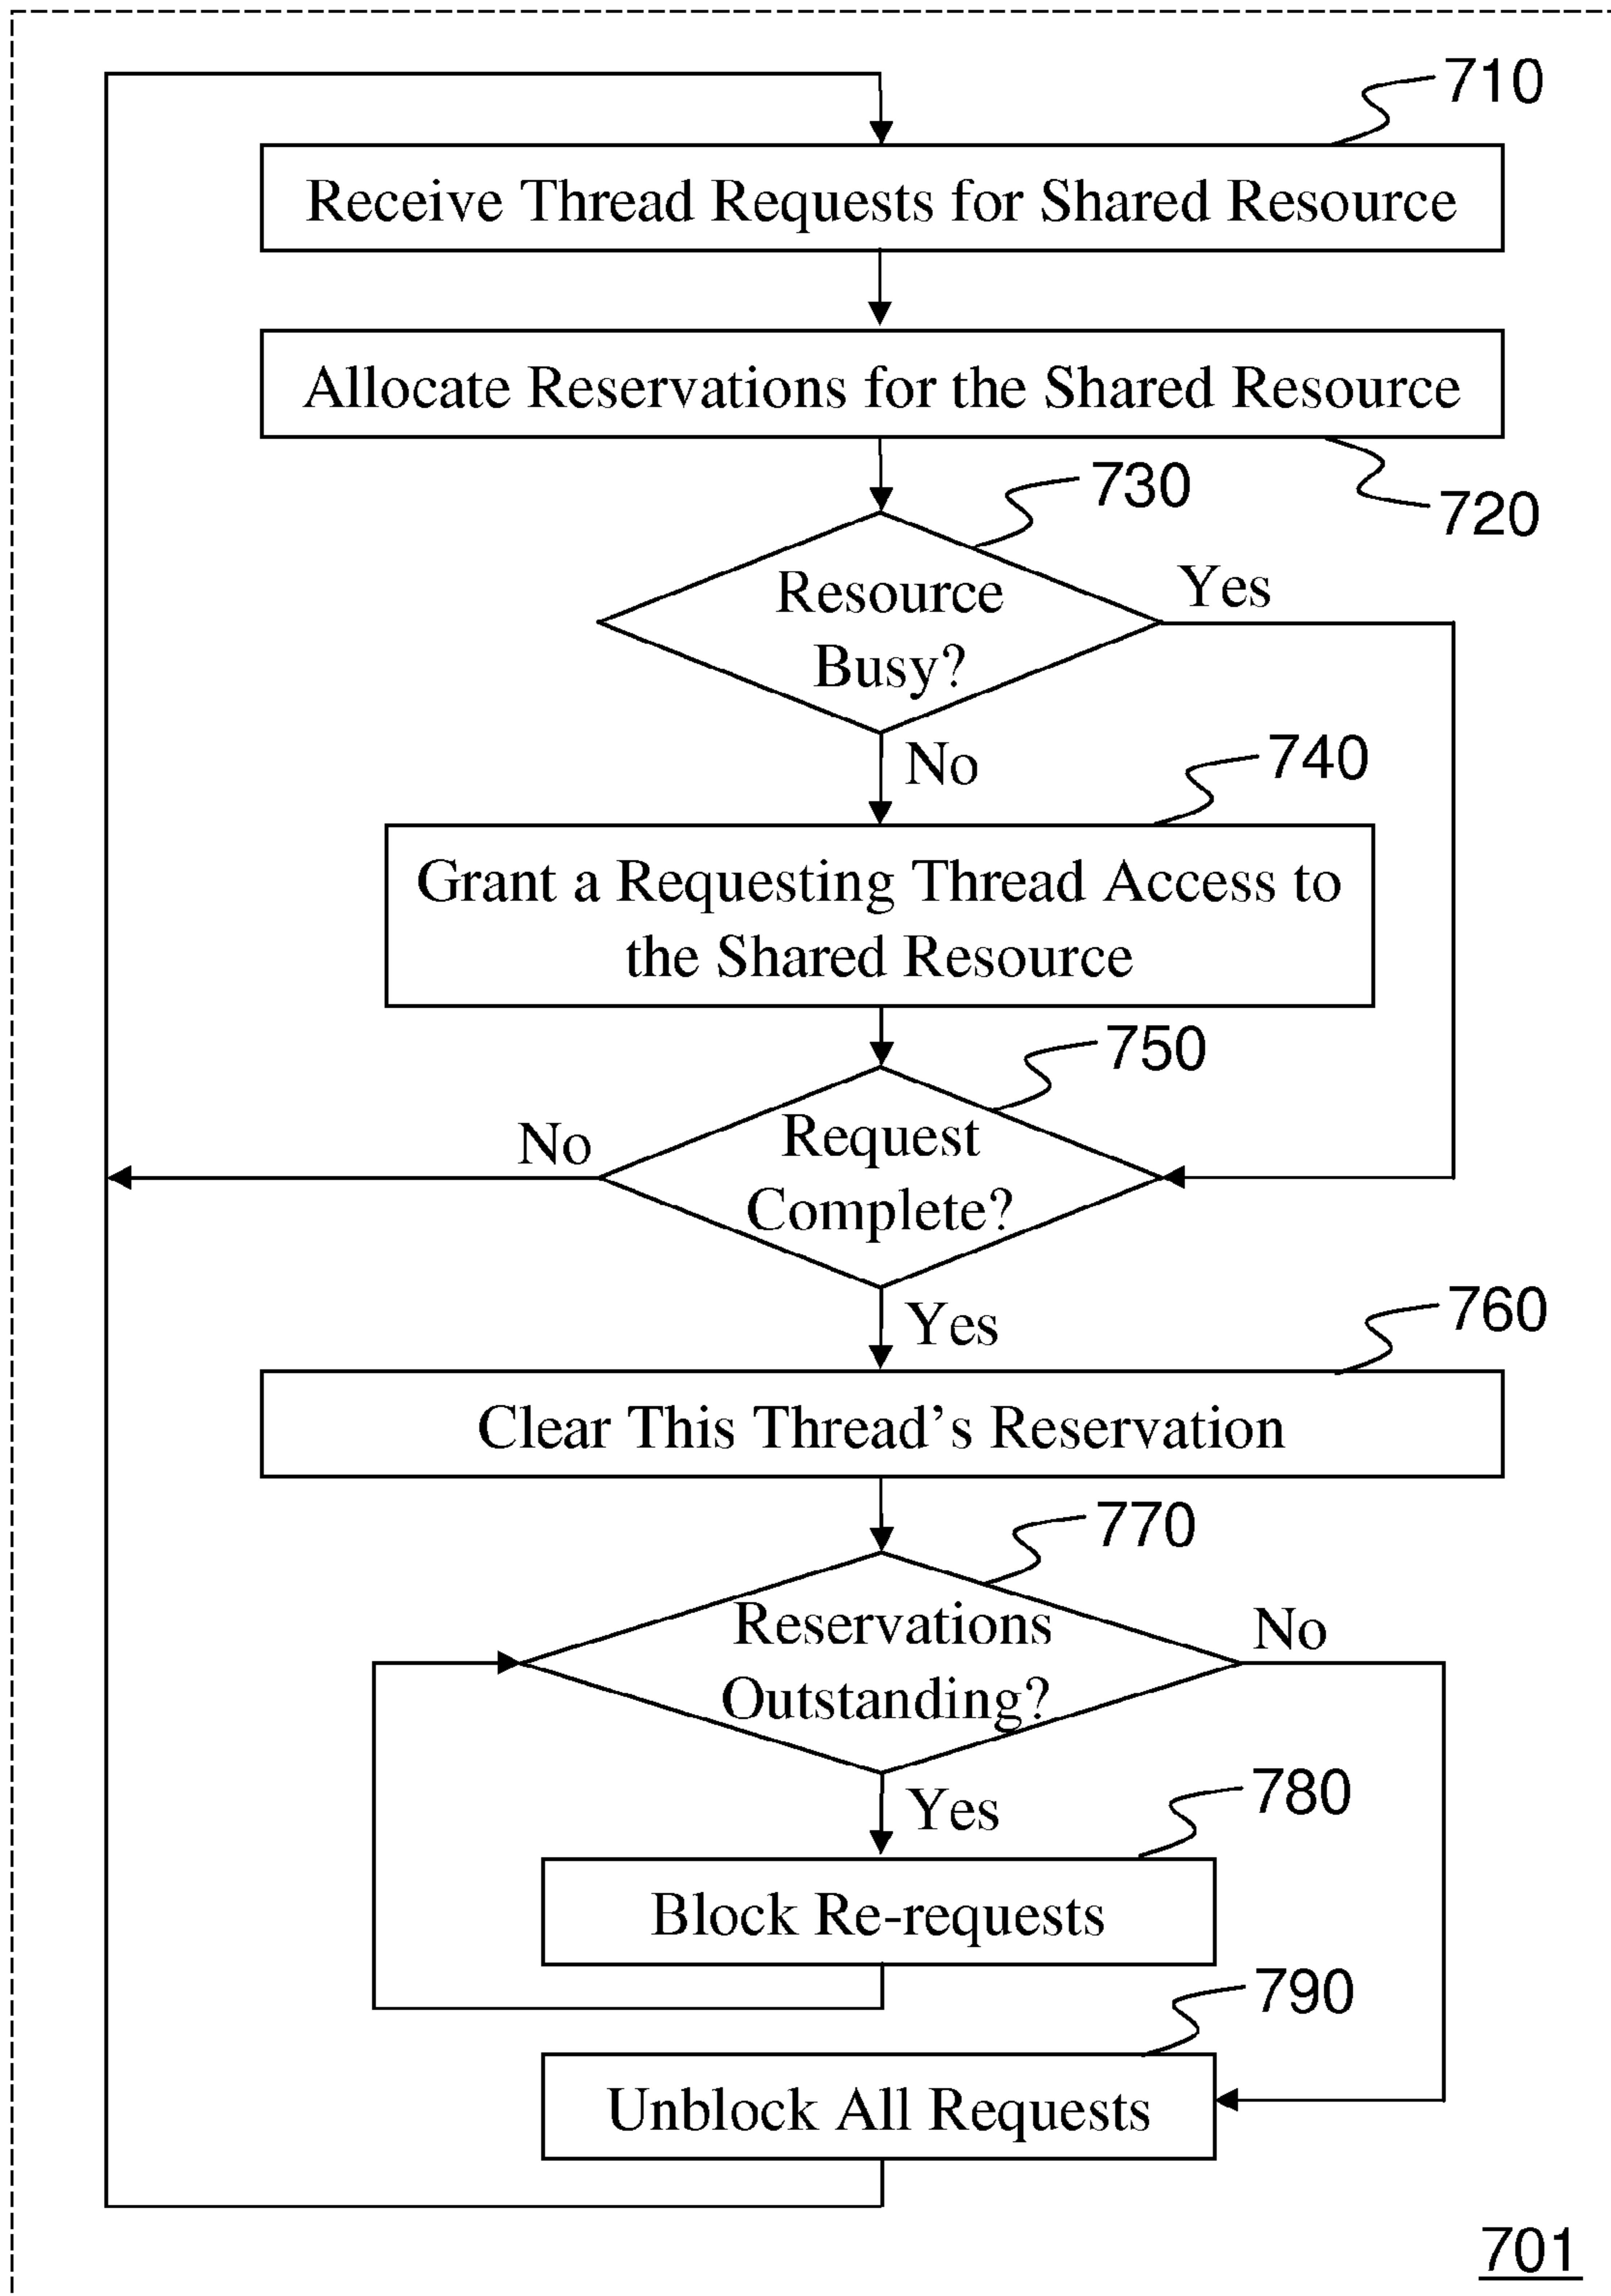 710
Receive Thread Requests for Shared Resource
Allocate Reservations for the Shared Resource
730
720
Resource
Busy?
Yes
No
740
Grant a Requesting Thread Access to
the Shared Resource
750
No
Request
Complete?
Yes
760
Clear This Thread’s Reservation
770
Reservations
Outstanding?
No
Yes
780
Block Re-requests
790
Unblock All Requests
701